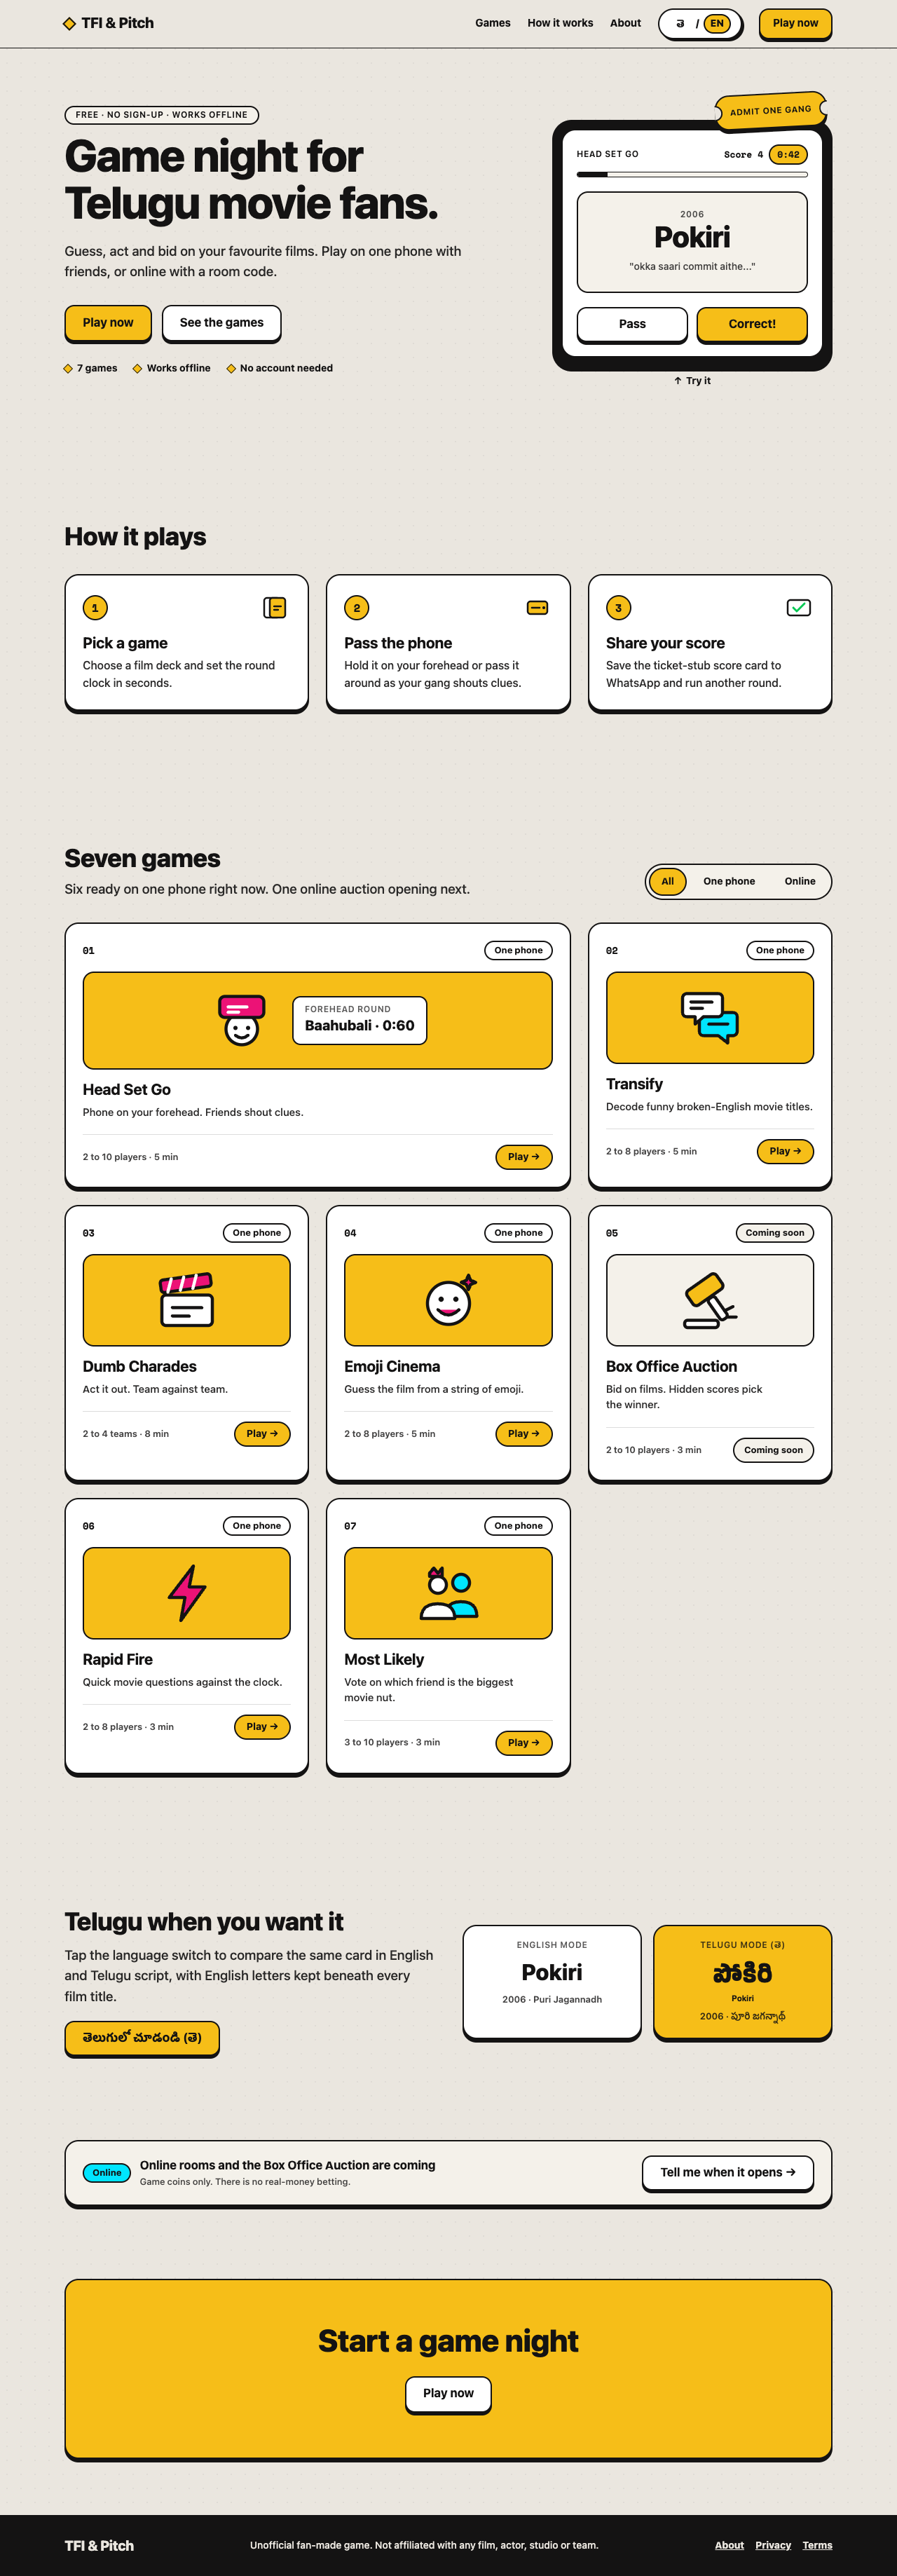 TFI & Pitch
Games
How it works
About
తె / EN
Play now
FREE · NO SIGN-UP · WORKS OFFLINE
Game night for
Telugu movie fans.
Guess, act and bid on your favourite films. Play on one phone with
friends, or online with a room code.
Play now
See the games
7 games
Works offline
No account needed
ADMIT ONE GANG
HEAD SET GO
Score 4
0:42
2006
Pokiri
"okka saari commit aithe..."
Pass
Correct!
↑ Try it
How it plays
1
Pick a game
Choose a film deck and set the round
clock in seconds.
2
Pass the phone
Hold it on your forehead or pass it
around as your gang shouts clues.
3
Share your score
Save the ticket-stub score card to
WhatsApp and run another round.
Seven games
Six ready on one phone right now. One online auction opening next.
All
One phone
Online
01
One phone
FOREHEAD ROUND
Baahubali · 0:60
Head Set Go
Phone on your forehead. Friends shout clues.
2 to 10 players · 5 min
Play →
02
One phone
Transify
Decode funny broken-English movie titles.
2 to 8 players · 5 min
Play →
03
One phone
Dumb Charades
Act it out. Team against team.
2 to 4 teams · 8 min
Play →
04
One phone
Emoji Cinema
Guess the film from a string of emoji.
2 to 8 players · 5 min
Play →
05
Coming soon
Box Office Auction
Bid on films. Hidden scores pick
the winner.
2 to 10 players · 3 min
Coming soon
06
One phone
Rapid Fire
Quick movie questions against the clock.
2 to 8 players · 3 min
Play →
07
One phone
Most Likely
Vote on which friend is the biggest
movie nut.
3 to 10 players · 3 min
Play →
Telugu when you want it
Tap the language switch to compare the same card in English
and Telugu script, with English letters kept beneath every
film title.
తెలుగులో చూడండి (తె)
ENGLISH MODE
Pokiri
2006 · Puri Jagannadh
TELUGU MODE (తె)
పోకిరి
Pokiri
2006 · పూరి జగన్నాథ్
Online
Online rooms and the Box Office Auction are coming
Game coins only. There is no real-money betting.
Tell me when it opens →
Start a game night
Play now
TFI & Pitch
Unofficial fan-made game. Not affiliated with any film, actor, studio or team.
About
Privacy
Terms